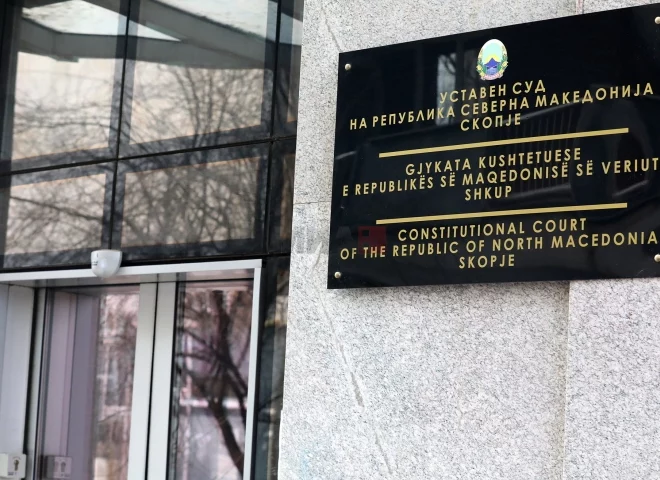 УСТАВЕН СУД
НА РЕПУБЛИКА СЕВЕРНА МАКЕДОНИЈА
СКОПЈЕ
GJYKATA KUSHTETUESE
E REPUBLIKËS SË MAQEDONISË SË VERIUT
SHKUP
CONSTITUTIONAL COURT
OF THE REPUBLIC OF NORTH MACEDONIA
SKOPJE